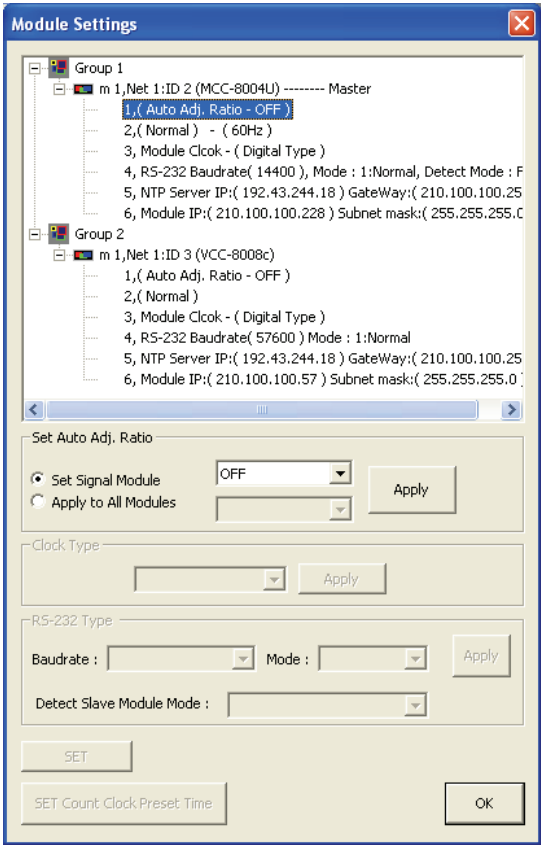 Module Settings
Group 1
m 1,Net 1:ID 2 (MCC-8004U) -------- Master
1,( Auto Adj. Ratio - OFF )
2,( Normal ) - ( 60Hz )
3, Module Clcok - ( Digital Type )
4, RS-232 Baudrate( 14400 ), Mode : 1:Normal, Detect Mode : F
5, NTP Server IP:( 192.43.244.18 ) GateWay:( 210.100.100.25
6, Module IP:( 210.100.100.228 ) Subnet mask:( 255.255.255.0
Group 2
m 1,Net 1:ID 3 (VCC-8008c)
1,( Auto Adj. Ratio - OFF )
2,( Normal )
3, Module Clcok - ( Digital Type )
4, RS-232 Baudrate( 57600 ) Mode : 1:Normal
5, NTP Server IP:( 192.43.244.18 ) GateWay:( 210.100.100.25
6, Module IP:( 210.100.100.57 ) Subnet mask:( 255.255.255.0 )
Set Auto Adj. Ratio
Set Signal Module OFF
Apply
Apply to All Modules
Clock Type
Apply
RS-232 Type
Baudrate : Mode : Apply
Detect Slave Module Mode :
SET
SET Count Clock Preset Time OK